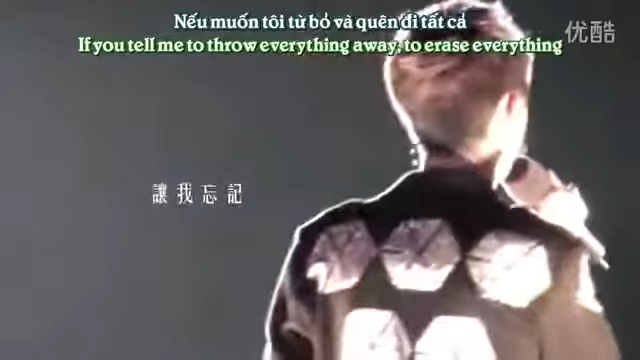 Nếu muốn tôi từ bỏ và quên đi tất cả
If you tell me to throw everything away, to erase everything
优酷
讓我忘記